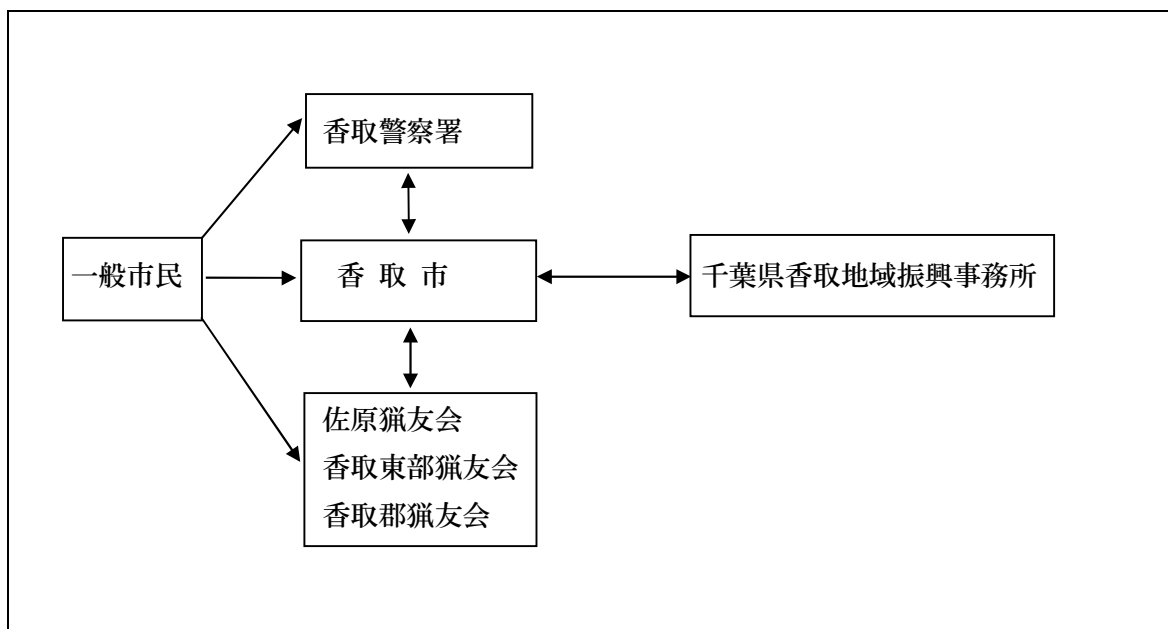 香取警察署
一般市民
香 取 市
千葉県香取地域振興事務所
佐原猟友会
香取東部猟友会
香取郡猟友会